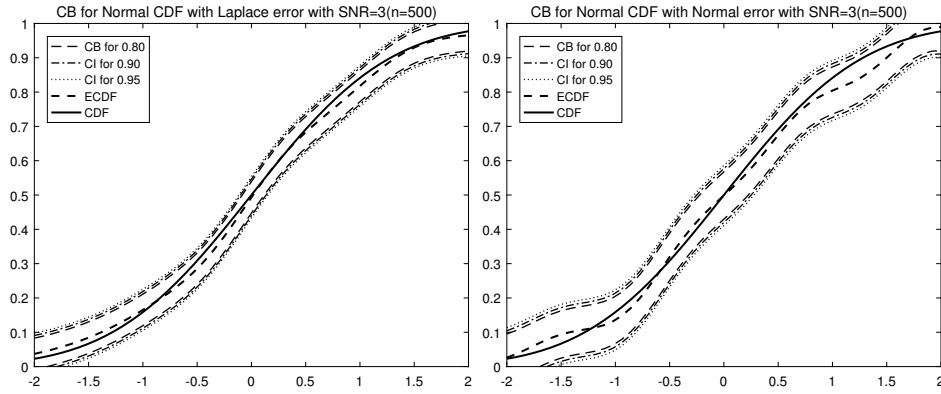 CB for Normal CDF with Laplace error with SNR=3(n=500)
1
0.9
0.8
0.7
0.6
0.5
0.4
0.3
0.2
0.1
0
CB for 0.80
CI for 0.90
CI for 0.95
ECDF
CDF
-2 -1.5 -1 -0.5 0 0.5 1 1.5 2
CB for Normal CDF with Normal error with SNR=3(n=500)
1
0.9
0.8
0.7
0.6
0.5
0.4
0.3
0.2
0.1
0
CB for 0.80
CI for 0.90
CI for 0.95
ECDF
CDF
-2 -1.5 -1 -0.5 0 0.5 1 1.5 2